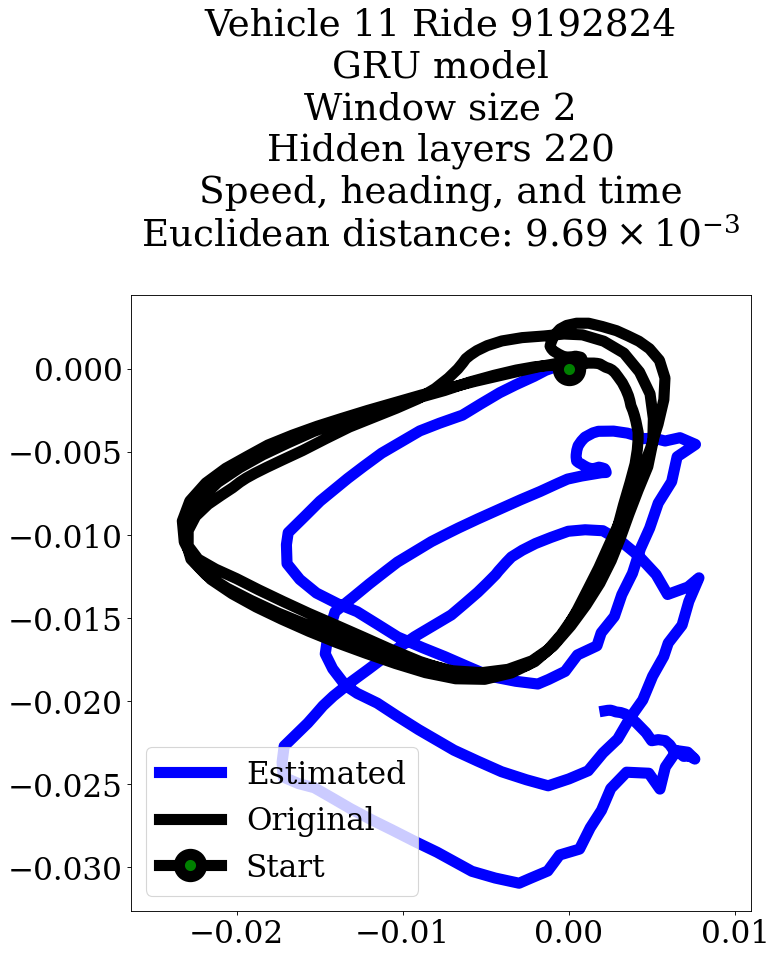 Vehicle 11 Ride 9192824
GRU model
Window size 2
Hidden layers 220
Speed, heading, and time
Euclidean distance: 9.69 × 10⁻³
0.000
−0.005
−0.010
−0.015
−0.020
−0.025
−0.030
Estimated
Original
Start
−0.02 −0.01 0.00 0.01